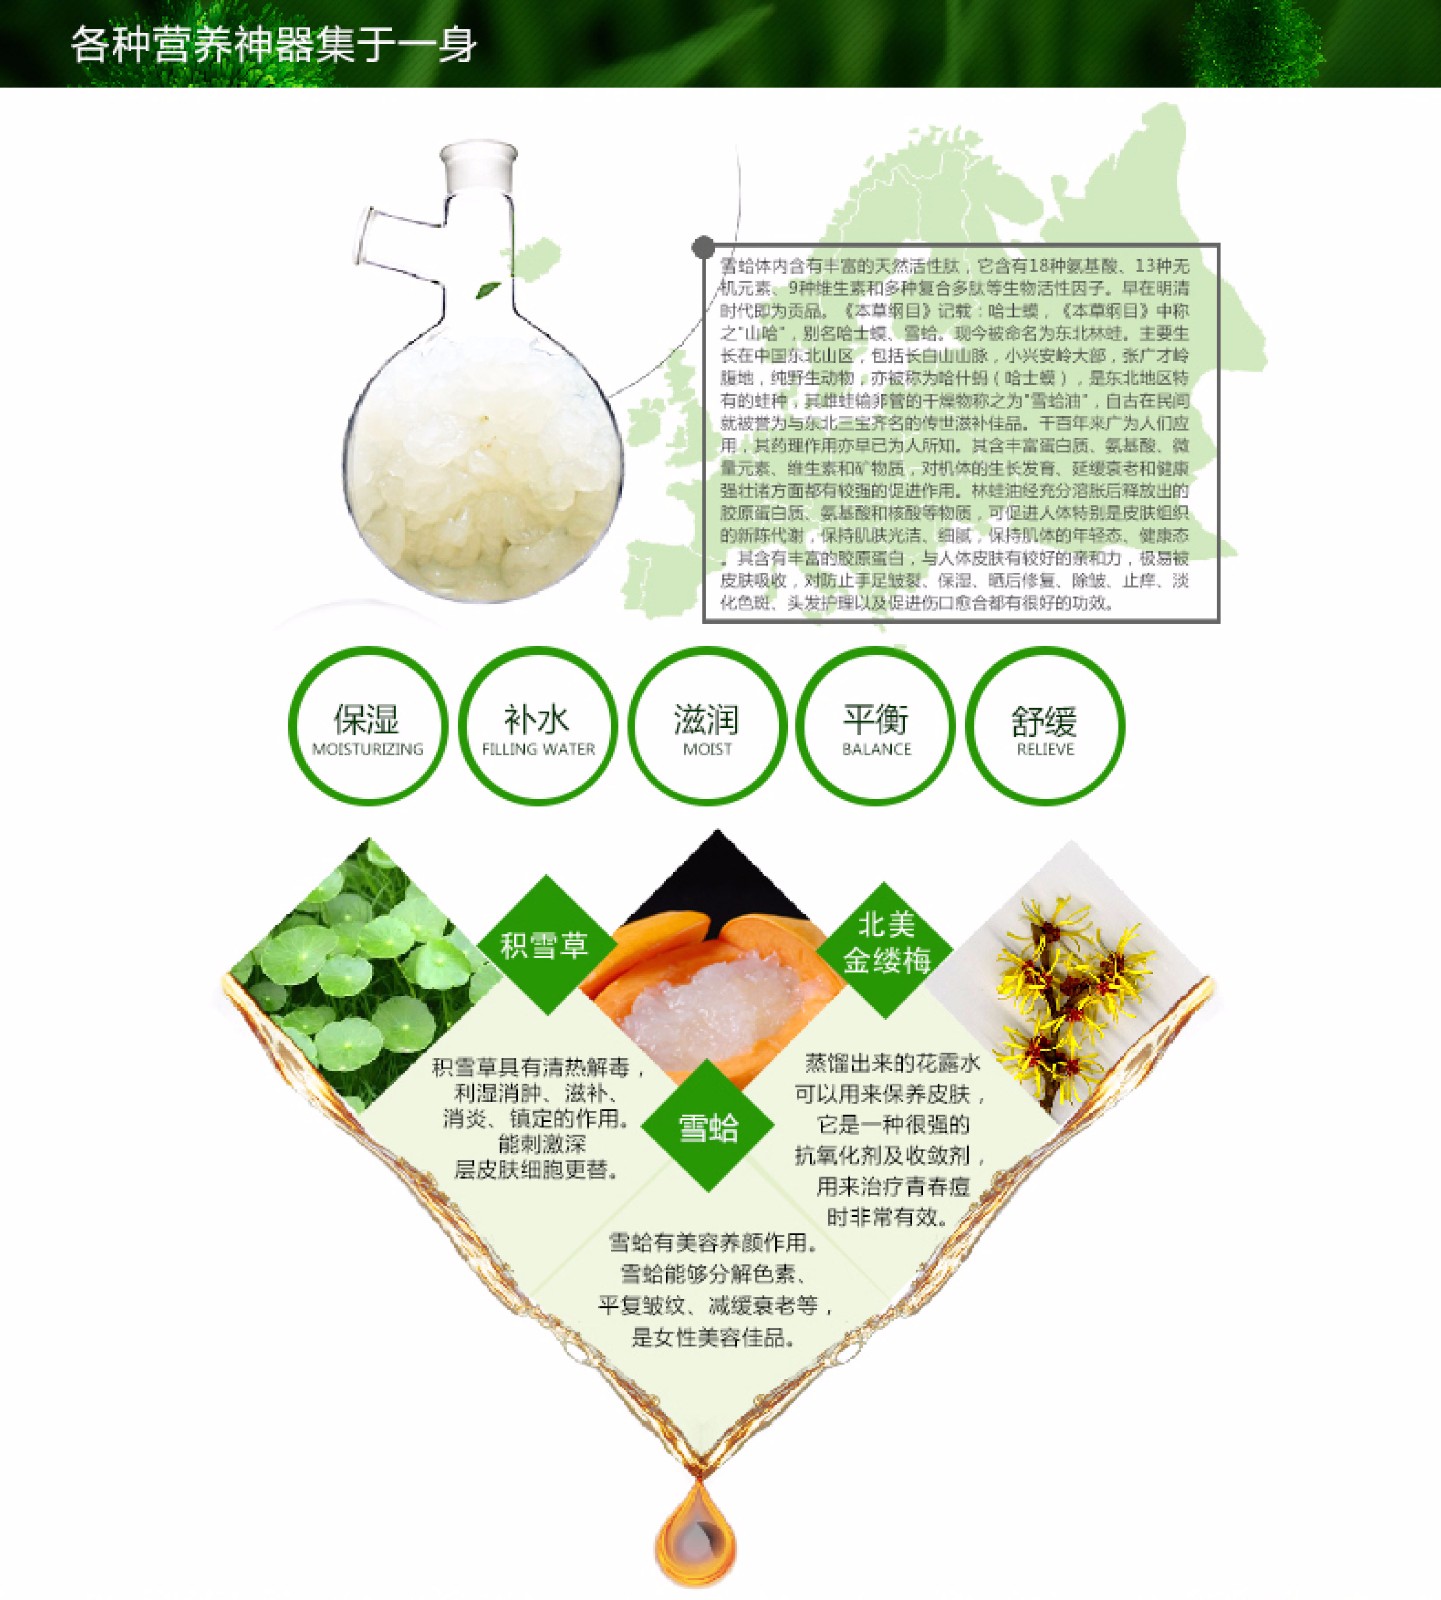 各种营养神器集于一身
雪蛤体内含有丰富的天然活性肽，它含有18种氨基酸、13种无
机元素、9种维生素和多种复合多肽等生物活性因子。早在明清
时代即为贡品。《本草纲目》记载：哈士蟆，《本草纲目》中称
之"山哈"，别名哈士蟆、雪蛤。现今被命名为东北林蛙。主要生
长在中国东北山区，包括长白山山脉，小兴安岭大部，张广才岭
腹地，纯野生动物，亦被称为哈什蚂（哈士蟆），是东北地区特
有的蛙种，其雌蛙输卵管的干燥物称之为"雪蛤油"，自古在民间
就被誉为与东北三宝齐名的传世滋补佳品。千百年来广为人们应
用，其药理作用亦早已为人所知。其含丰富蛋白质、氨基酸、微
量元素、维生素和矿物质，对机体的生长发育、延缓衰老和健康
强壮诸方面都有较强的促进作用。林蛙油经充分溶胀后释放出的
胶原蛋白质、氨基酸和核酸等物质，可促进人体特别是皮肤组织
的新陈代谢，保持肌肤光洁、细腻，保持肌体的年轻态、健康态
。其含有丰富的胶原蛋白，与人体皮肤有较好的亲和力，极易被
皮肤吸收，对防止手足皱裂、保湿、晒后修复、除皱、止痒、淡
化色斑、头发护理以及促进伤口愈合都有很好的功效。
保湿
MOISTURIZING
补水
FILLING WATER
滋润
MOIST
平衡
BALANCE
舒缓
RELIEVE
积雪草
积雪草具有清热解毒，
利湿消肿、滋补、
消炎、镇定的作用。
能刺激深
层皮肤细胞更替。
北美
金缕梅
蒸馏出来的花露水
可以用来保养皮肤，
它是一种很强的
抗氧化剂及收敛剂，
用来治疗青春痘
时非常有效。
雪蛤
雪蛤有美容养颜作用。
雪蛤能够分解色素、
平复皱纹、减缓衰老等，
是女性美容佳品。